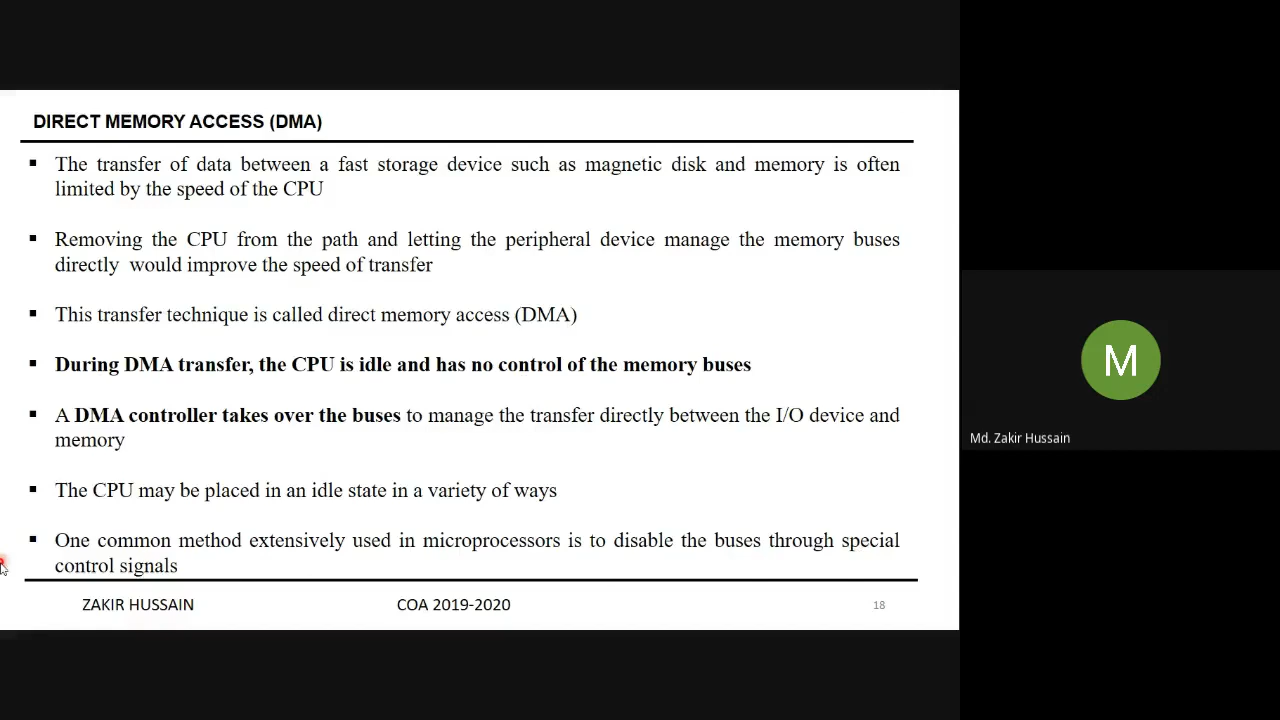 DIRECT MEMORY ACCESS (DMA)
▪ The transfer of data between a fast storage device such as magnetic disk and memory is often
limited by the speed of the CPU
▪ Removing the CPU from the path and letting the peripheral device manage the memory buses
directly would improve the speed of transfer
▪ This transfer technique is called direct memory access (DMA)
▪ During DMA transfer, the CPU is idle and has no control of the memory buses
▪ A DMA controller takes over the buses to manage the transfer directly between the I/O device and
memory
▪ The CPU may be placed in an idle state in a variety of ways
▪ One common method extensively used in microprocessors is to disable the buses through special
control signals
ZAKIR HUSSAIN COA 2019-2020 18
M
Md. Zakir Hussain